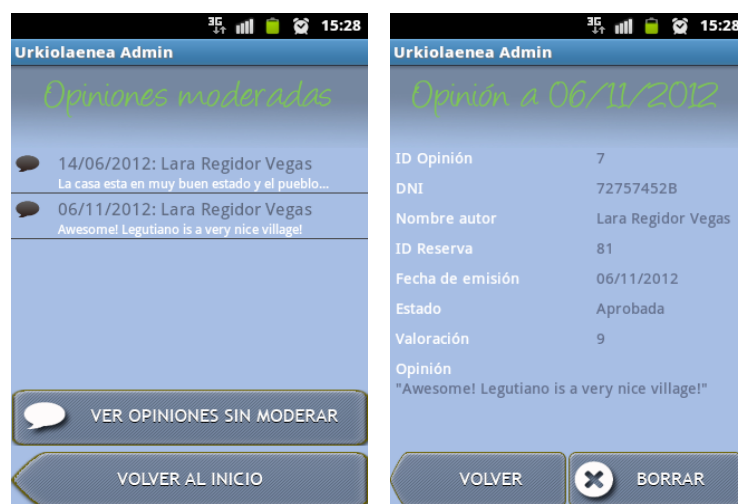 3G 15:28
Urkiolaenea Admin
Opiniones moderadas
14/06/2012: Lara Regidor Vegas
La casa esta en muy buen estado y el pueblo...
06/11/2012: Lara Regidor Vegas
Awesome! Legutiano is a very nice village!
VER OPINIONES SIN MODERAR
VOLVER AL INICIO
3G 15:28
Urkiolaenea Admin
Opinión a 06/11/2012
ID Opinión 7
DNI 72757452B
Nombre autor Lara Regidor Vegas
ID Reserva 81
Fecha de emisión 06/11/2012
Estado Aprobada
Valoración 9
Opinión
"Awesome! Legutiano is a very nice village!"
VOLVER BORRAR